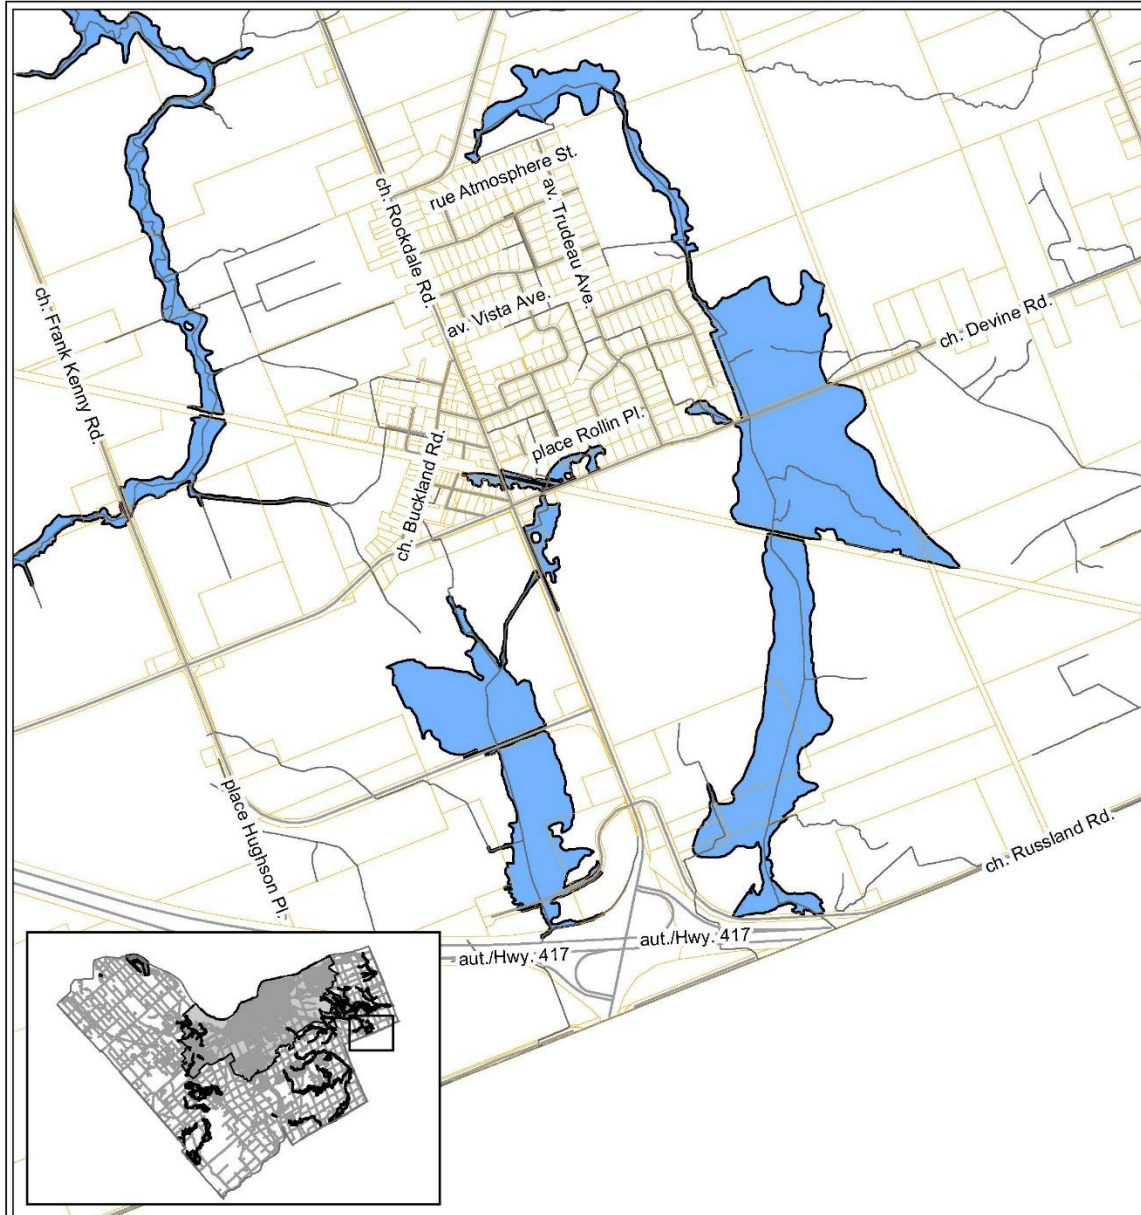 rue Atmosphere St.
ch. Rockdale Rd.
av. Trudeau Ave.
av. Vista Ave.
ch. Frank Kenny Rd.
ch. Devine Rd.
place Rollin Pl.
ch. Buckland Rd.
place Hughson Pl.
ch. Russland Rd.
aut./Hwy. 417
aut./Hwy. 417